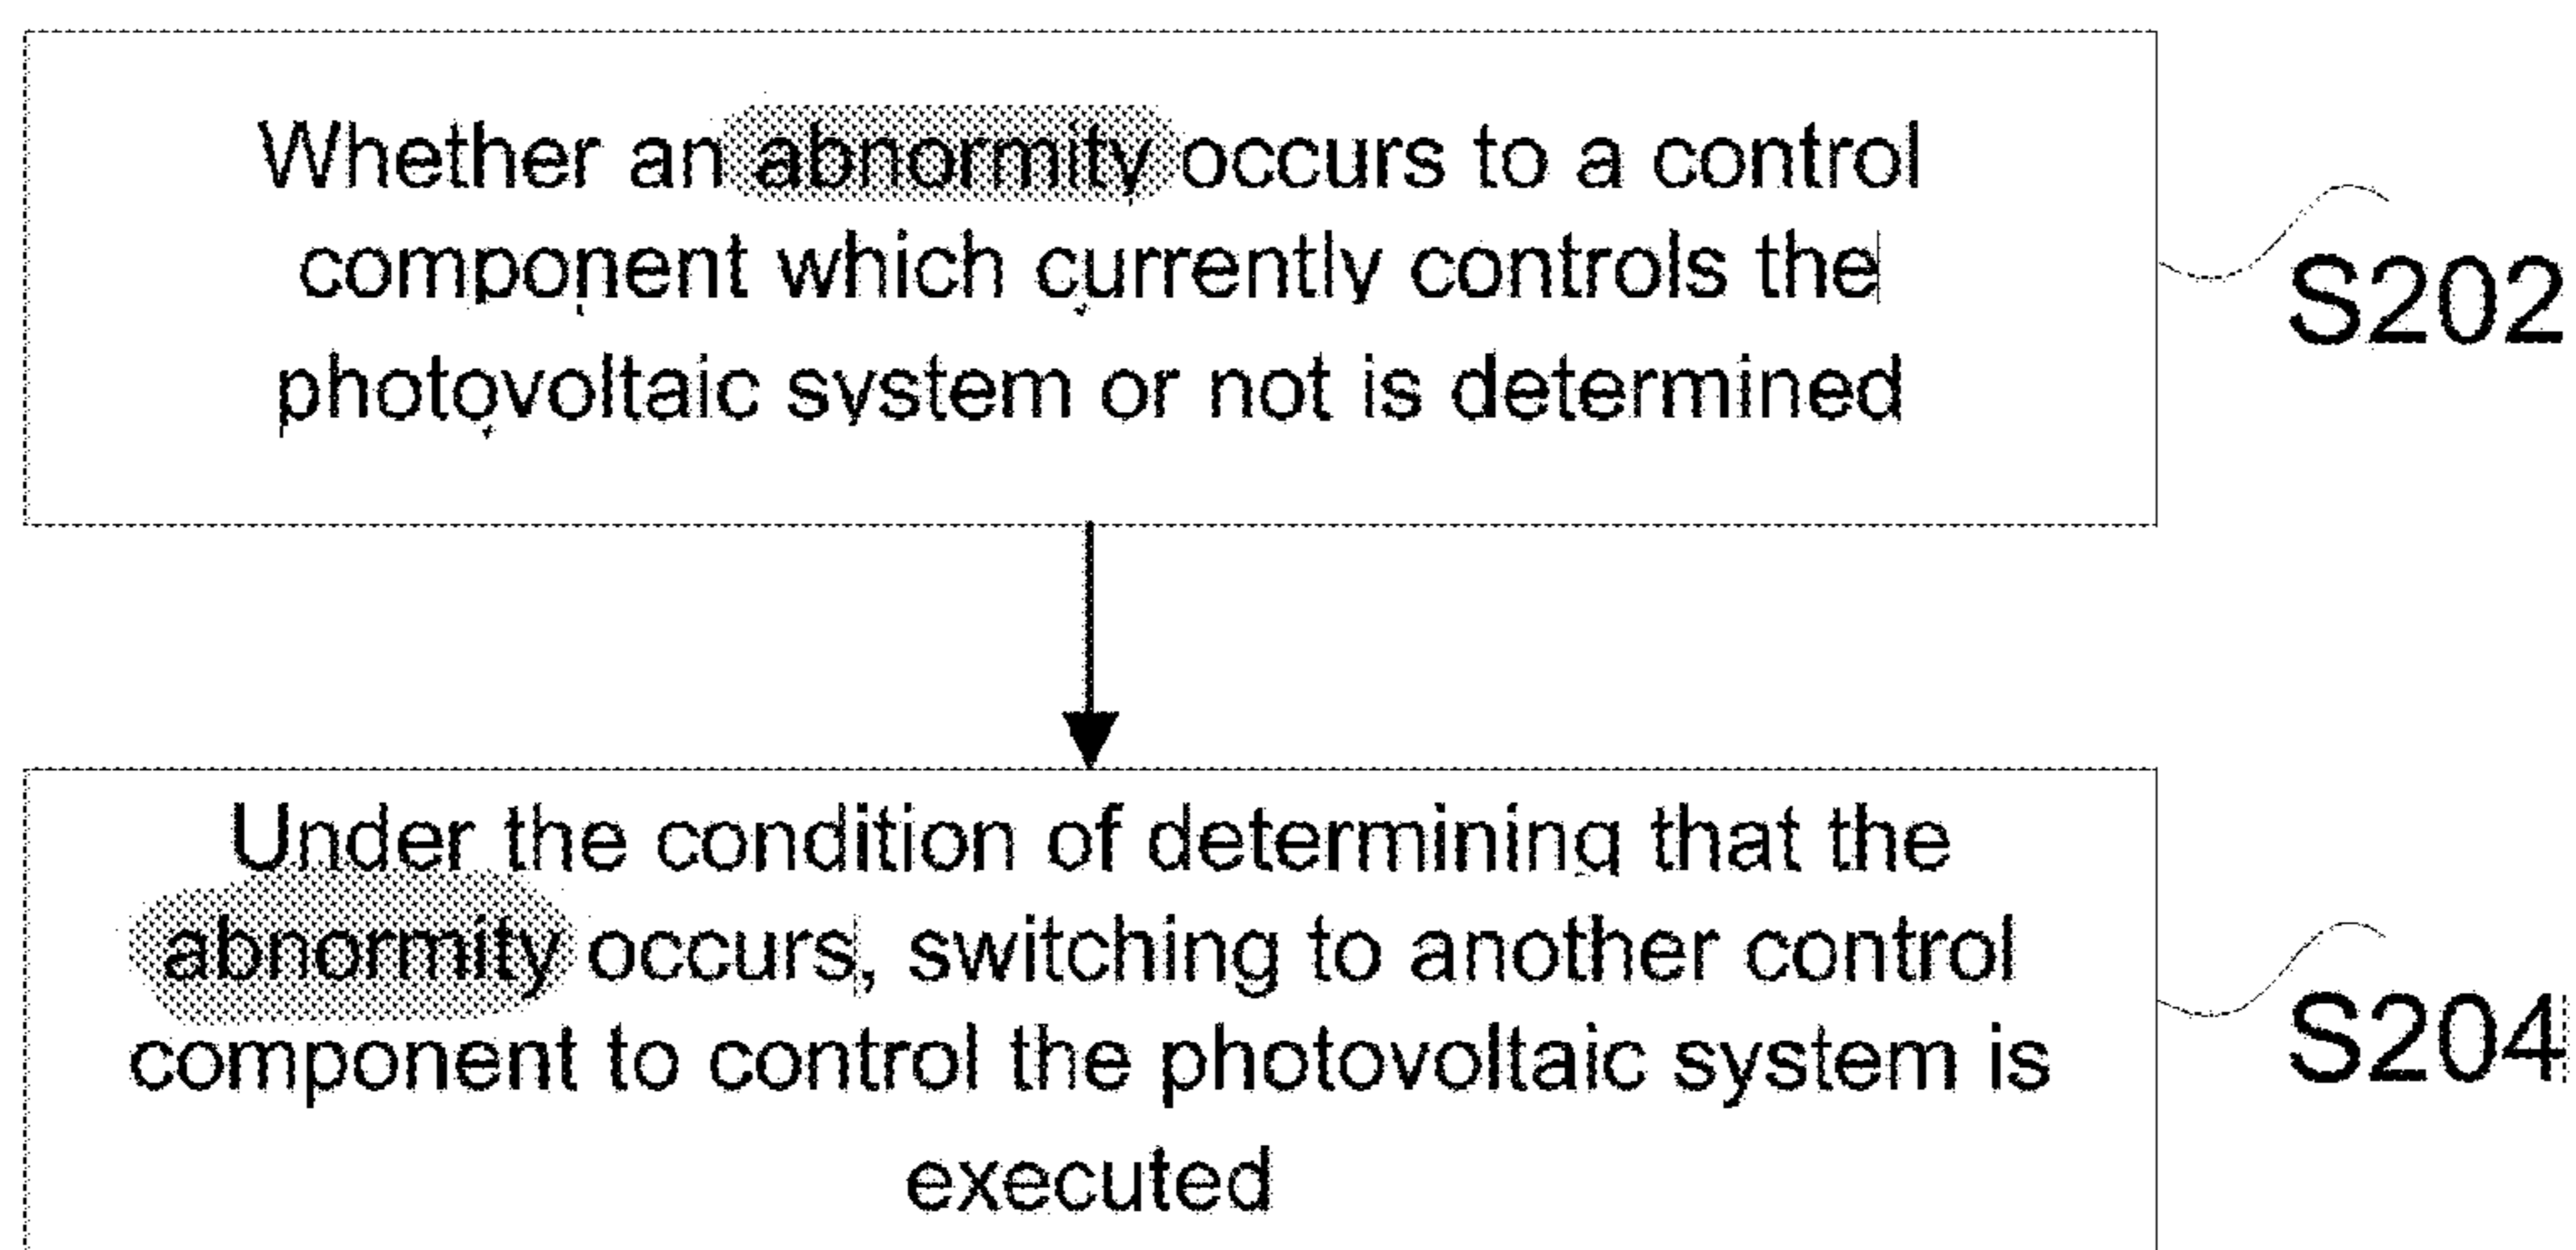 Whether an abnormity occurs to a control
component which currently controls the
photovoltaic system or not is determined
S202
Under the condition of determining that the
abnormity occurs, switching to another control
component to control the photovoltaic system is
executed
S204